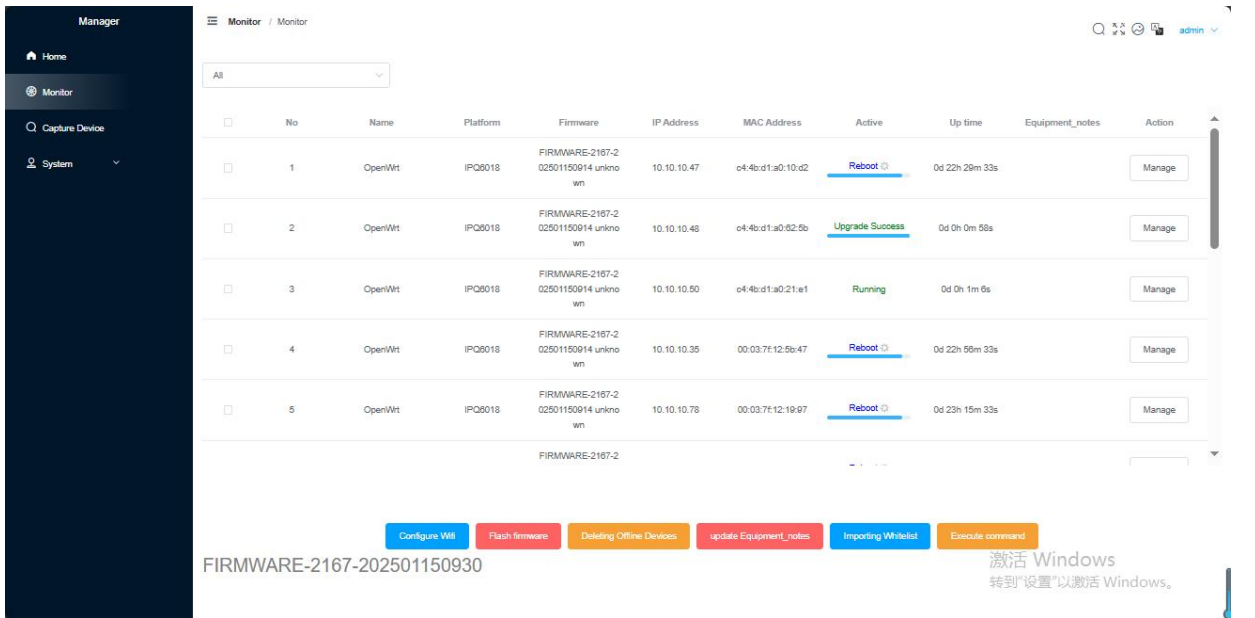 Manager
Monitor / Monitor
admin
Home
Monitor
Capture Device
System
All
No Name Platform Firmware IP Address MAC Address Active Up time Equipment_notes Action
1 OpenWrt IPQ6018 FIRMWARE-2167-2
02501150914 unkno
wn 10.10.10.47 c4:4b:d1:a0:10:d2 Reboot 0d 22h 29m 33s Manage
2 OpenWrt IPQ6018 FIRMWARE-2167-2
02501150914 unkno
wn 10.10.10.48 c4:4b:d1:a0:62:5b Upgrade Success 0d 0h 0m 58s Manage
3 OpenWrt IPQ6018 FIRMWARE-2167-2
02501150914 unkno
wn 10.10.10.50 c4:4b:d1:a0:21:e1 Running 0d 0h 1m 6s Manage
4 OpenWrt IPQ6018 FIRMWARE-2167-2
02501150914 unkno
wn 10.10.10.35 00:03:7f:12:5b:47 Reboot 0d 22h 56m 33s Manage
5 OpenWrt IPQ6018 FIRMWARE-2167-2
02501150914 unkno
wn 10.10.10.78 00:03:7f:12:19:97 Reboot 0d 23h 15m 33s Manage
FIRMWARE-2167-2
Configure Wifi Flash firmware Deleting Offline Devices update Equipment_notes Importing Whitelist Execute command
FIRMWARE-2167-202501150930
激活 Windows
转到"设置"以激活 Windows。